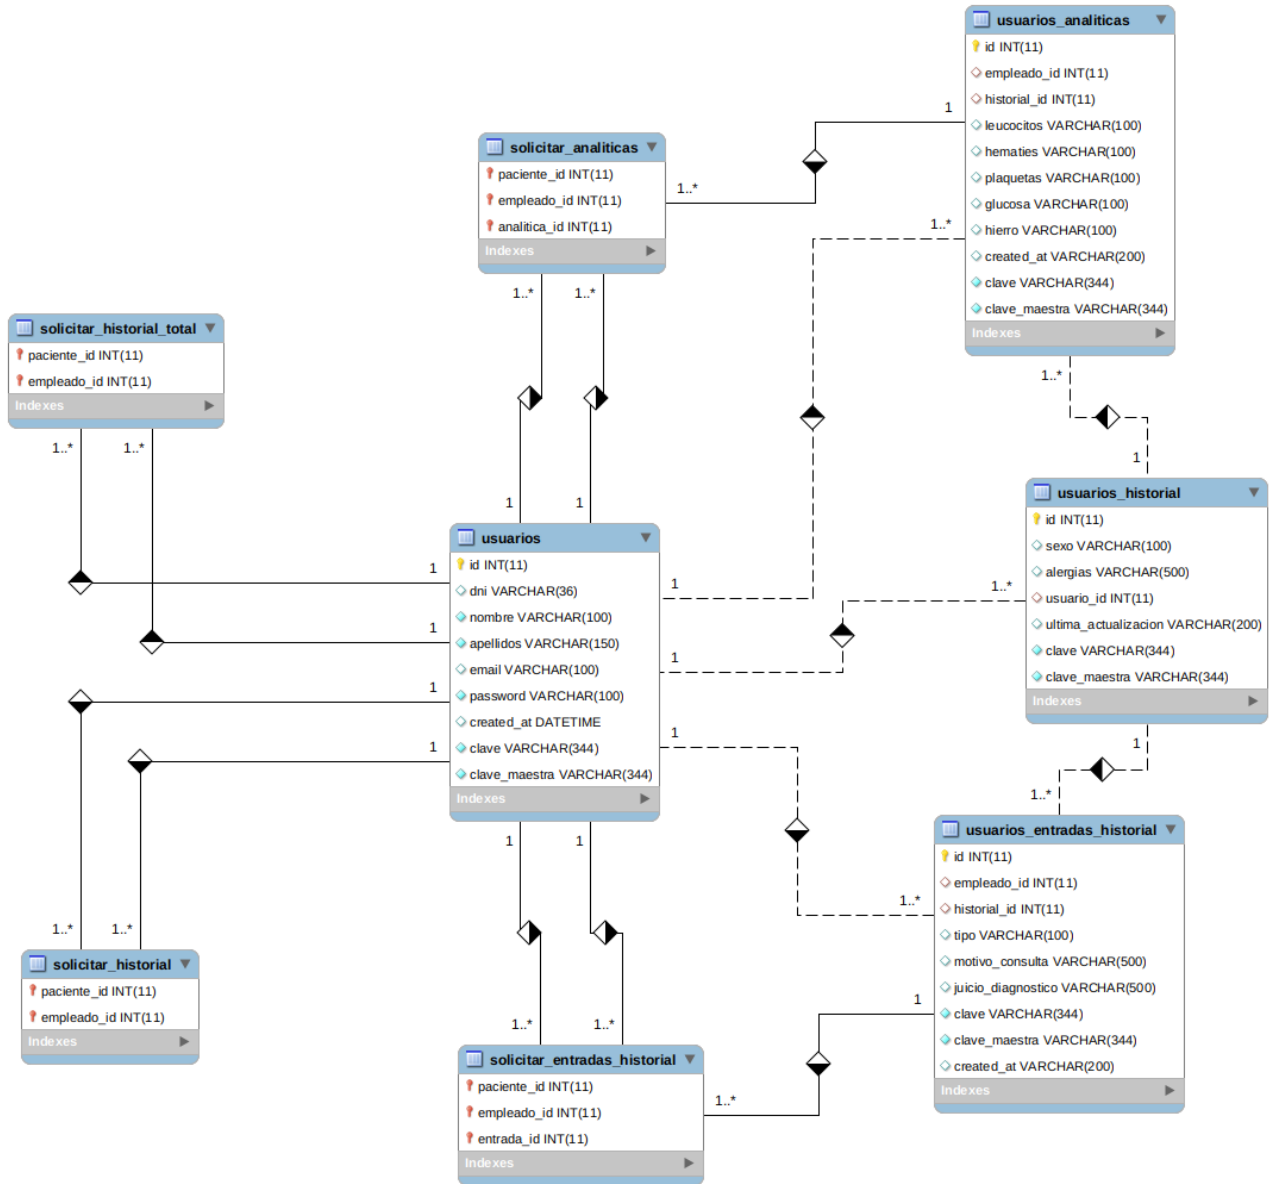 usuarios_analiticas
id INT(11)
empleado_id INT(11)
historial_id INT(11)
leucocitos VARCHAR(100)
hematies VARCHAR(100)
plaquetas VARCHAR(100)
glucosa VARCHAR(100)
hierro VARCHAR(100)
created_at VARCHAR(200)
clave VARCHAR(344)
clave_maestra VARCHAR(344)
Indexes
1
1..*
1..*
1..*
solicitar_analiticas
paciente_id INT(11)
empleado_id INT(11)
analitica_id INT(11)
Indexes
1..*
1..*
1
1
solicitar_historial_total
paciente_id INT(11)
empleado_id INT(11)
Indexes
1..*
1..*
1
1
1
1
usuarios
id INT(11)
dni VARCHAR(36)
nombre VARCHAR(100)
apellidos VARCHAR(150)
email VARCHAR(100)
password VARCHAR(100)
created_at DATETIME
clave VARCHAR(344)
clave_maestra VARCHAR(344)
Indexes
1
1
1
1
1
1..*
1
usuarios_historial
id INT(11)
sexo VARCHAR(100)
alergias VARCHAR(500)
usuario_id INT(11)
ultima_actualizacion VARCHAR(200)
clave VARCHAR(344)
clave_maestra VARCHAR(344)
Indexes
1
1..*
1..*
usuarios_entradas_historial
id INT(11)
empleado_id INT(11)
historial_id INT(11)
tipo VARCHAR(100)
motivo_consulta VARCHAR(500)
juicio_diagnostico VARCHAR(500)
clave VARCHAR(344)
clave_maestra VARCHAR(344)
created_at VARCHAR(200)
Indexes
1
1..*
1..*
solicitar_historial
paciente_id INT(11)
empleado_id INT(11)
Indexes
1..*
1..*
solicitar_entradas_historial
paciente_id INT(11)
empleado_id INT(11)
entrada_id INT(11)
Indexes
1..*